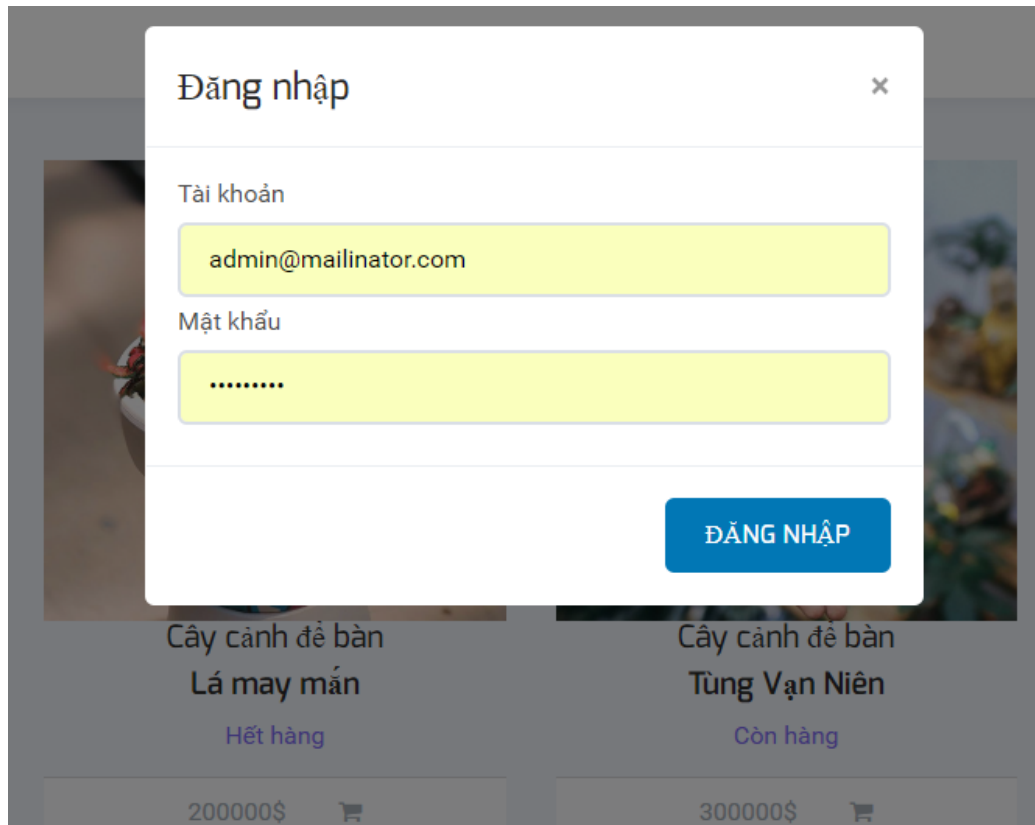 Đăng nhập
×
Tài khoản
admin@mailinator.com
Mật khẩu
•••••••••
ĐĂNG NHẬP
Cây cảnh để bàn
Lá may mắn
Hết hàng
200000$
Cây cảnh để bàn
Tùng Vạn Niên
Còn hàng
300000$